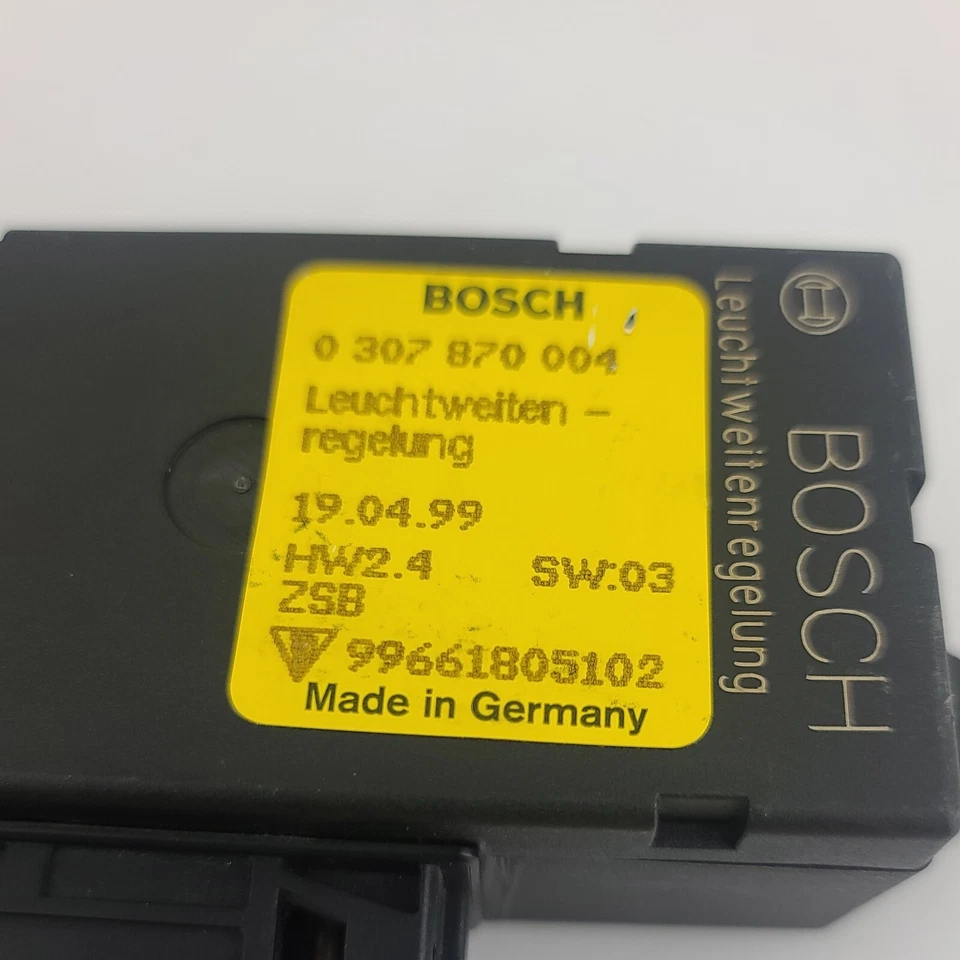 BOSCH
0 307 870 004
Leuchtweiten -
regelung
19.04.99
HW2.4 SW:03
ZSB
99661805102
Made in Germany
Leuchtweitenregelung
BOSCH